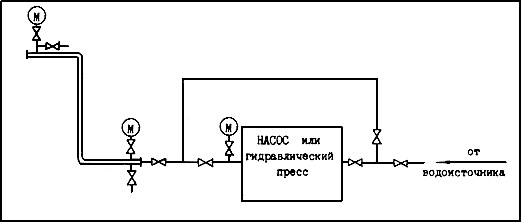 М
М
М
НАСОС или
гидравлический
пресс
от
водоисточника